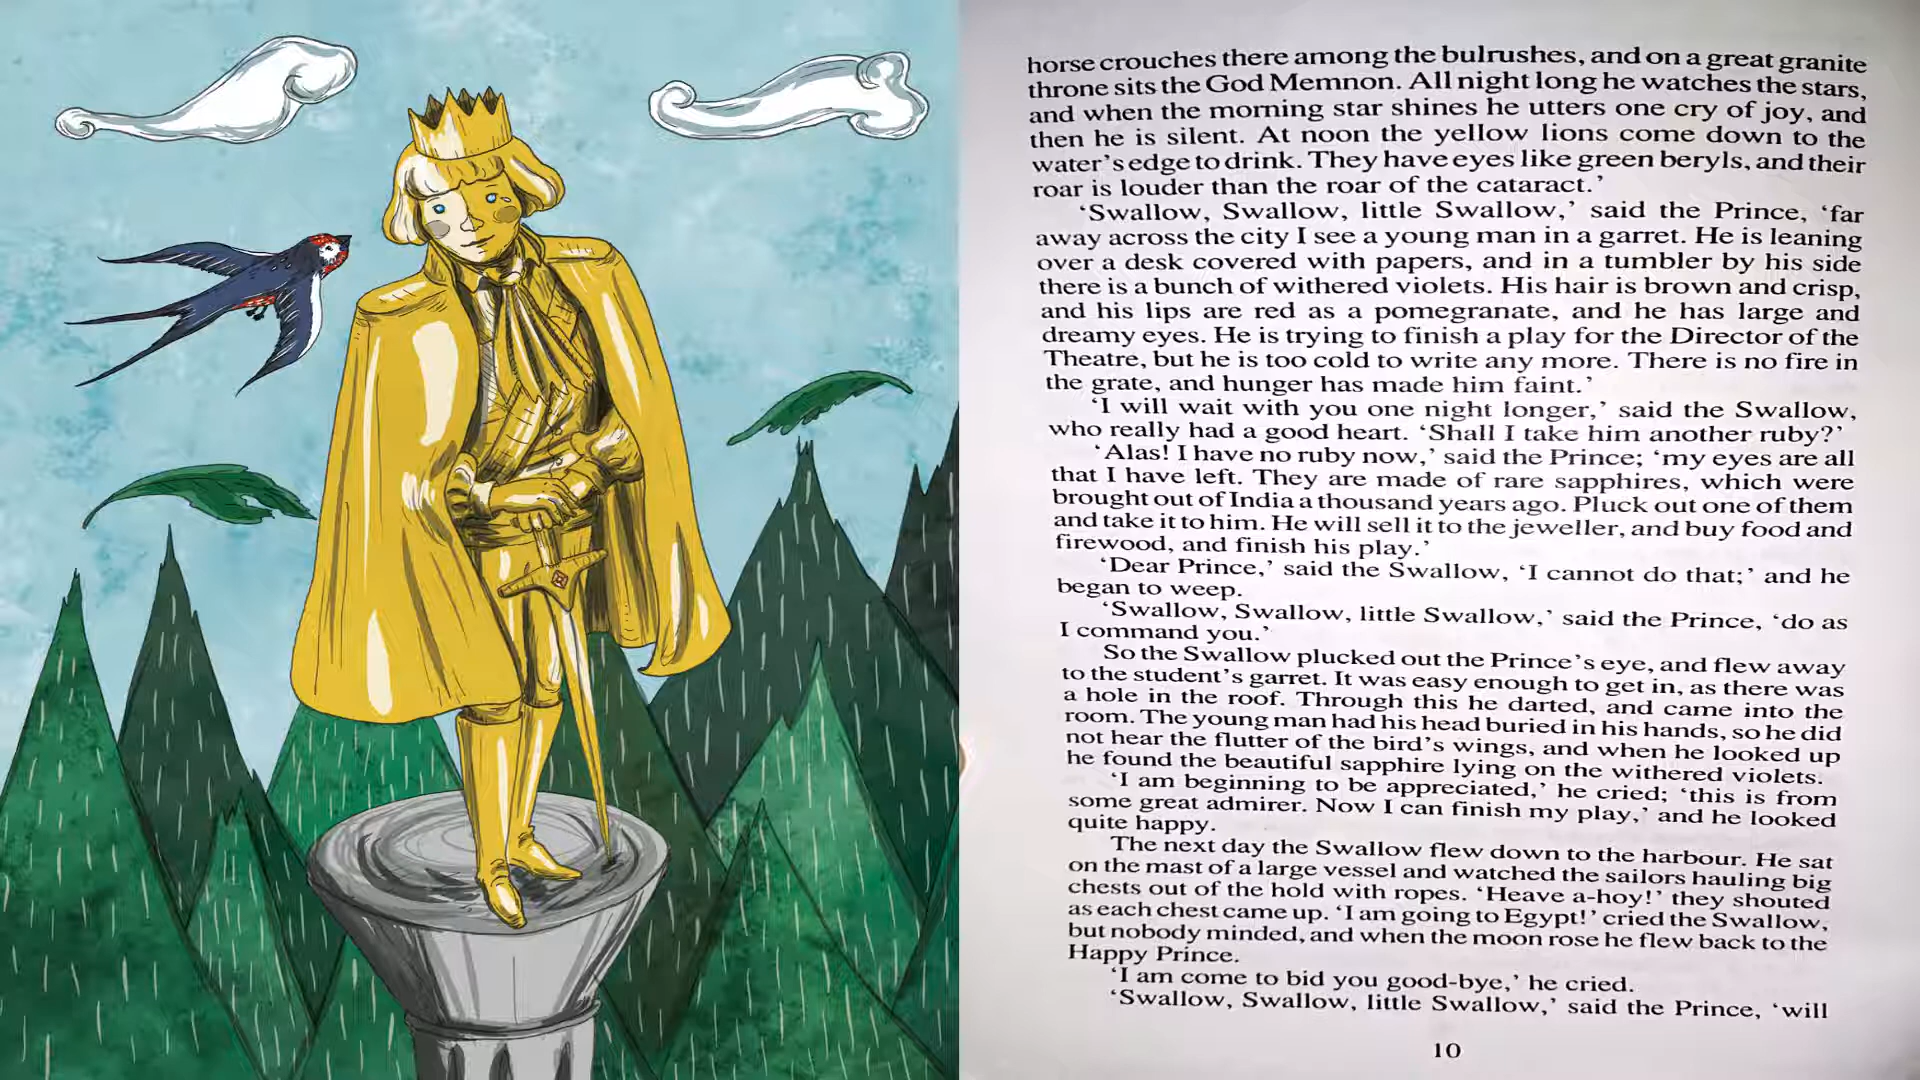 horse crouches there among the bulrushes, and on a great granite
throne sits the God Memnon. All night long he watches the stars,
and when the morning star shines he utters one cry of joy, and
then he is silent. At noon the yellow lions come down to the
water's edge to drink. They have eyes like green beryls, and their
roar is louder than the roar of the cataract.’
‘Swallow, Swallow, little Swallow,’ said the Prince, ‘far
away across the city I see a young man in a garret. He is leaning
over a desk covered with papers, and in a tumbler by his side
there is a bunch of withered violets. His hair is brown and crisp,
and his lips are red as a pomegranate, and he has large and
dreamy eyes. He is trying to finish a play for the Director of the
Theatre, but he is too cold to write any more. There is no fire in
the grate, and hunger has made him faint.’
‘I will wait with you one night longer,’ said the Swallow,
who really had a good heart. ‘Shall I take him another ruby?’
‘Alas! I have no ruby now,’ said the Prince; ‘my eyes are all
that I have left. They are made of rare sapphires, which were
brought out of India a thousand years ago. Pluck out one of them
and take it to him. He will sell it to the jeweller, and buy food and
firewood, and finish his play.’
‘Dear Prince,’ said the Swallow, ‘I cannot do that;’ and he
began to weep.
‘Swallow, Swallow, little Swallow,’ said the Prince, ‘do as
I command you.’
So the Swallow plucked out the Prince's eye, and flew away
to the student's garret. It was easy enough to get in, as there was
a hole in the roof. Through this he darted, and came into the
room. The young man had his head buried in his hands, so he did
not hear the flutter of the bird's wings, and when he looked up
he found the beautiful sapphire lying on the withered violets.
‘I am beginning to be appreciated,’ he cried; ‘this is from
some great admirer. Now I can finish my play,’ and he looked
quite happy.
The next day the Swallow flew down to the harbour. He sat
on the mast of a large vessel and watched the sailors hauling big
chests out of the hold with ropes. ‘Heave a-hoy!’ they shouted
as each chest came up. ‘I am going to Egypt!’ cried the Swallow,
but nobody minded, and when the moon rose he flew back to the
Happy Prince.
‘I am come to bid you good-bye,’ he cried.
‘Swallow, Swallow, little Swallow,’ said the Prince, ‘will
10